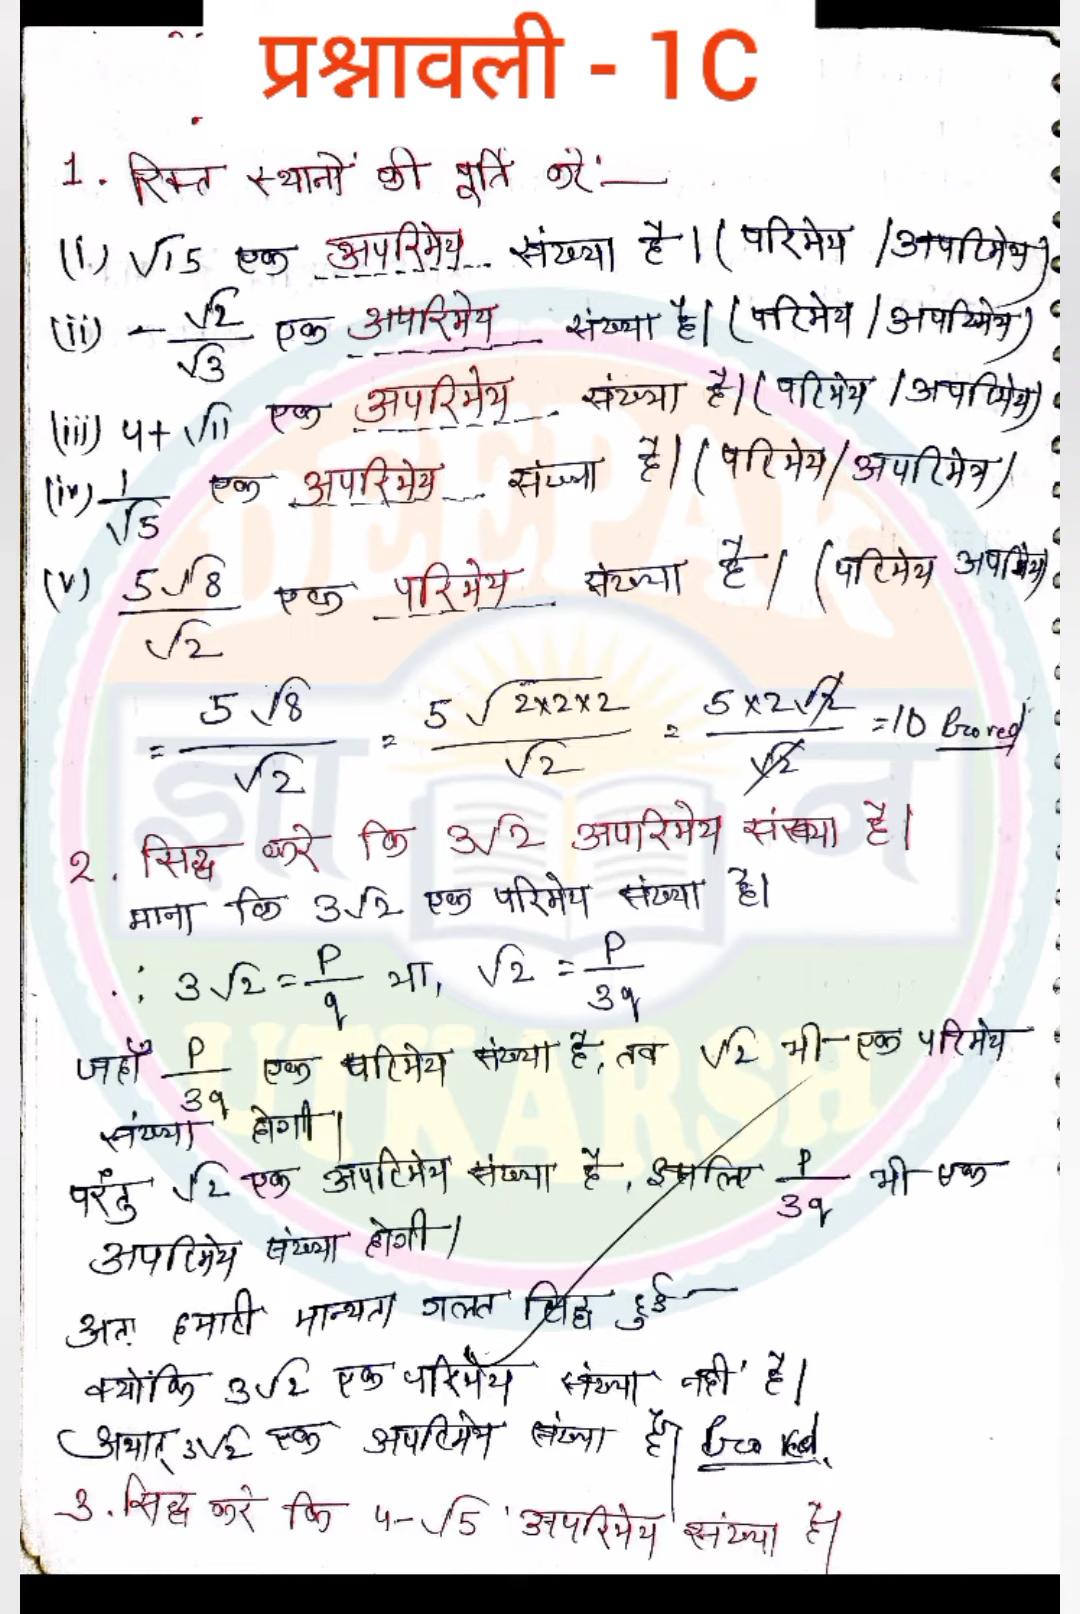 प्रश्नावली - 1C
1. रिक्त स्थानों की पूर्ति करें:—
(i) √15 एक अपरिमेय संख्या है। (परिमेय / अपरिमेय)
(ii) -√2/√3 एक अपरिमेय संख्या है। (परिमेय / अपरिमेय)
(iii) 4+√11 एक अपरिमेय संख्या है। (परिमेय / अपरिमेय)
(iv) 1/√5 एक अपरिमेय संख्या है। (परिमेय / अपरिमेय)
(v) 5√8/√2 एक परिमेय संख्या है। (परिमेय अपरिमेय)
= 5√8/√2 = 5√2×2×2/√2 = 5×2√2/√2 = 10 Proved
2. सिद्ध करे कि 3√2 अपरिमेय संख्या है।
माना कि 3√2 एक परिमेय संख्या है।
∴ 3√2 = P/q या, √2 = P/3q
जहाँ P/3q एक परिमेय संख्या है, तब √2 भी एक परिमेय
संख्या होगी।
परंतु √2 एक अपरिमेय संख्या है, इसलिए P/3q भी एक
अपरिमेय संख्या होगी।
अतः हमारी मान्यता गलत सिद्ध हुई
क्योंकि 3√2 एक परिमेय संख्या नहीं है।
अर्थात् 3√2 एक अपरिमेय संख्या है। Proved.
3. सिद्ध करे कि 4-√5 अपरिमेय संख्या है।
DEEPAK
ज्ञान
UTKARSH